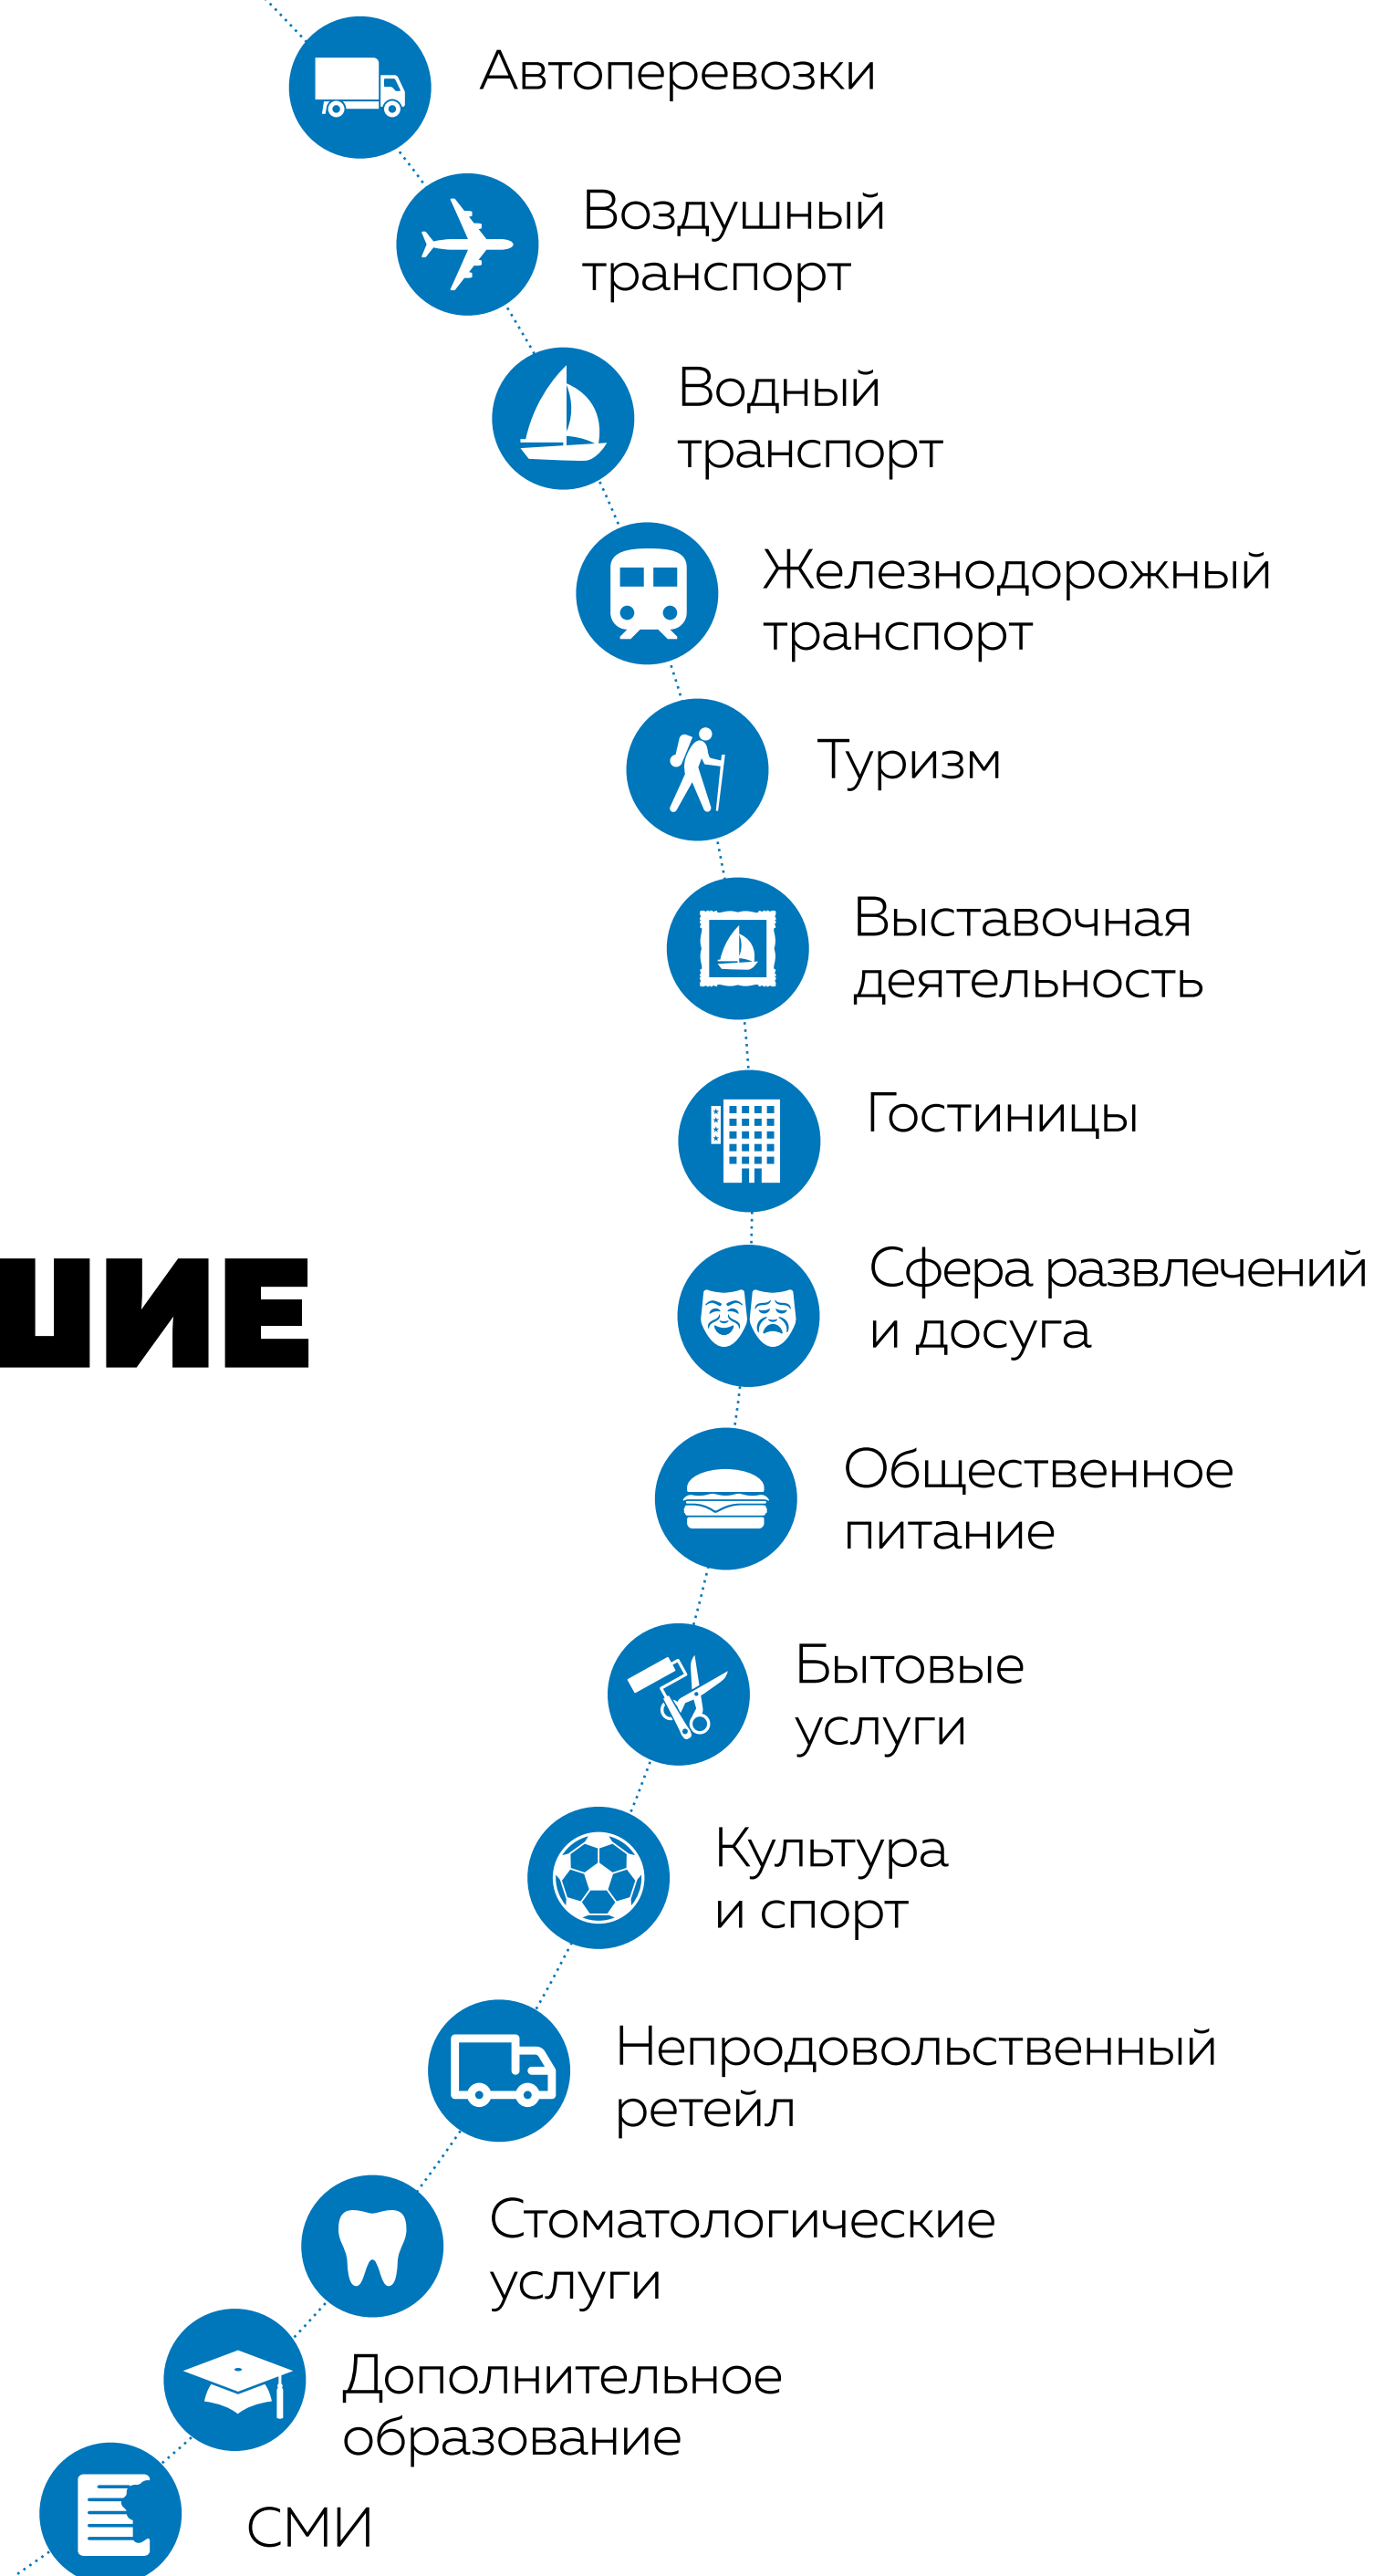 Автоперевозки
Воздушный
транспорт
Водный
транспорт
Железнодорожный
транспорт
Туризм
Выставочная
деятельность
Гостиницы
Сфера развлечений
и досуга
Общественное
питание
Бытовые
услуги
Культура
и спорт
Непродовольственный
ретейл
Стоматологические
услуги
Дополнительное
образование
СМИ